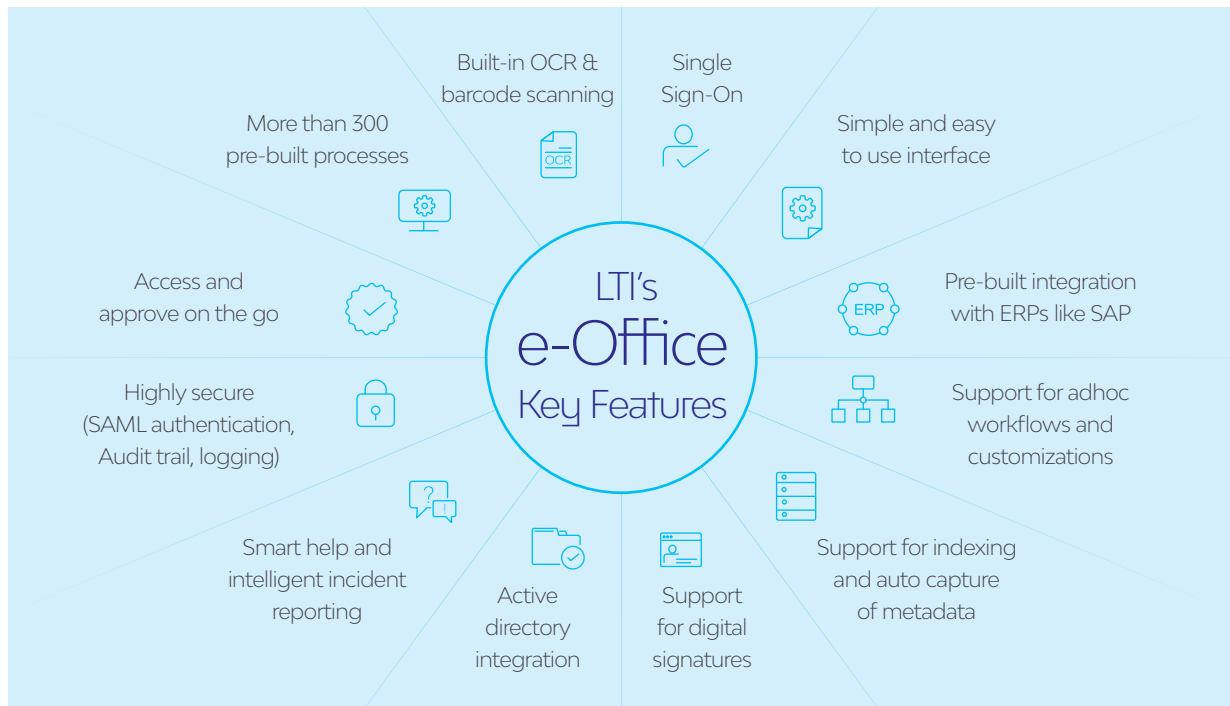 Built-in OCR &
barcode scanning
OCR
Single
Sign-On
Simple and easy
to use interface
Pre-built integration
with ERPs like SAP
ERP
Support for adhoc
workflows and
customizations
Support for indexing
and auto capture
of metadata
Support
for digital
signatures
Active
directory
integration
Smart help and
intelligent incident
reporting
?
!
Highly secure
(SAML authentication,
Audit trail, logging)
Access and
approve on the go
More than 300
pre-built processes
LTI's
e-Office
Key Features